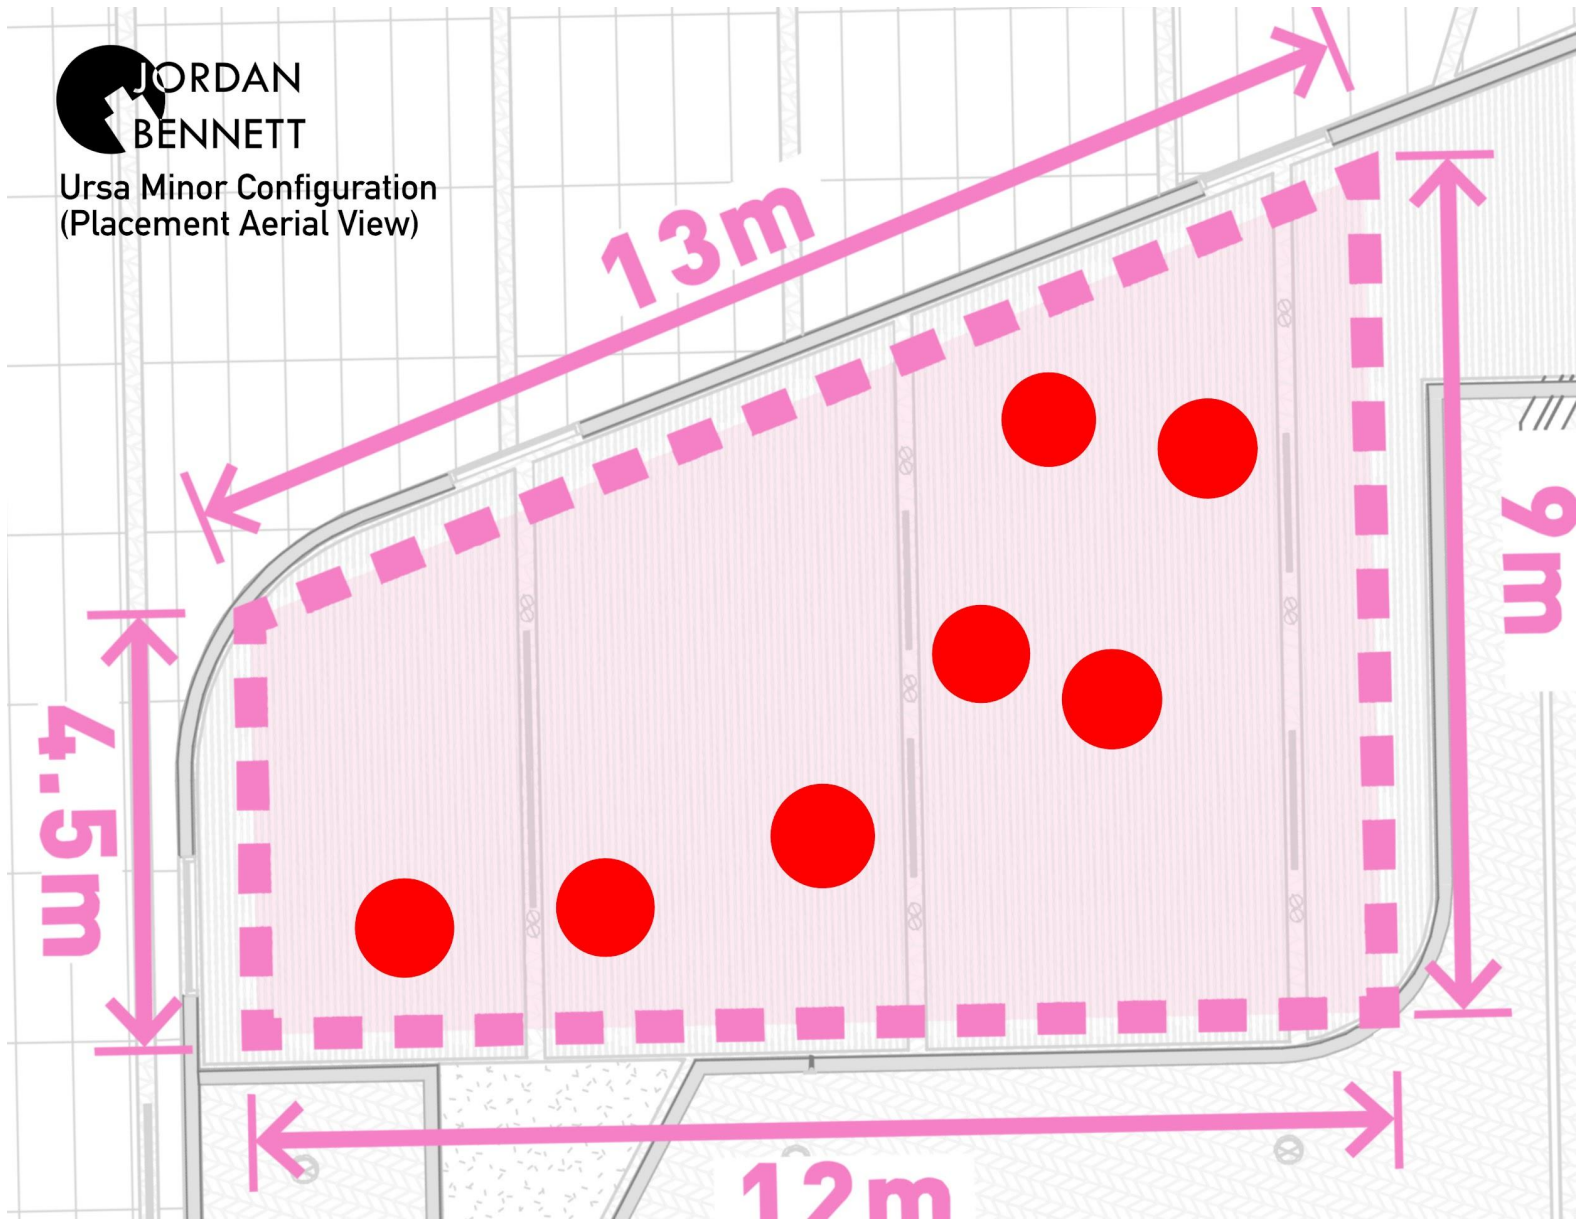 JORDAN
BENNETT
Ursa Minor Configuration
(Placement Aerial View)
13m
9m
4.5m
12m